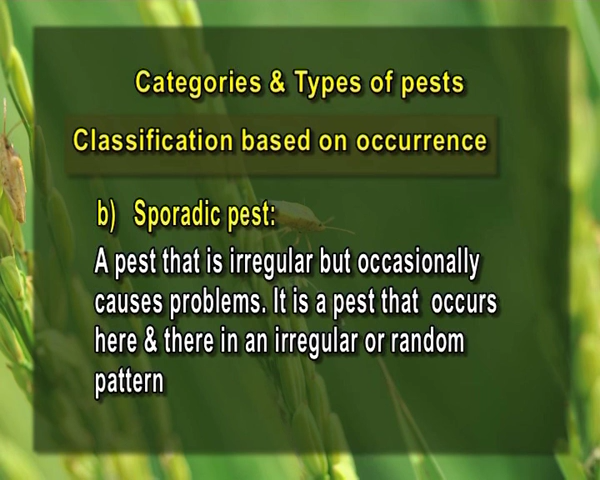 Categories & Types of pests
Classification based on occurrence
b) Sporadic pest:
A pest that is irregular but occasionally
causes problems. It is a pest that occurs
here & there in an irregular or random
pattern